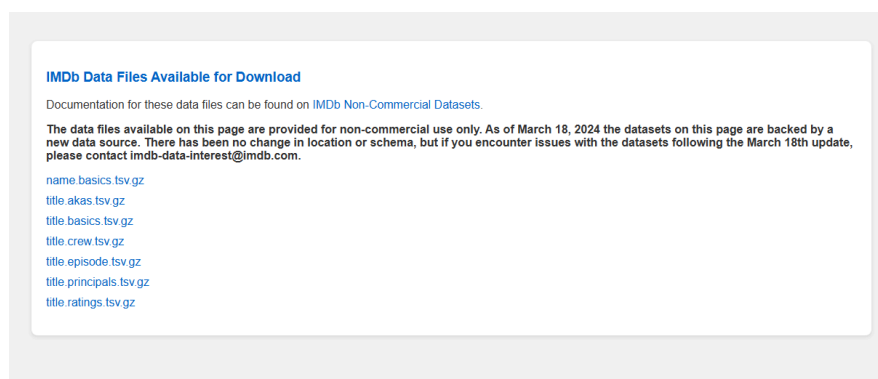 IMDb Data Files Available for Download
Documentation for these data files can be found on IMDb Non-Commercial Datasets.
The data files available on this page are provided for non-commercial use only. As of March 18, 2024 the datasets on this page are backed by a
new data source. There has been no change in location or schema, but if you encounter issues with the datasets following the March 18th update,
please contact imdb-data-interest@imdb.com.
name.basics.tsv.gz
title.akas.tsv.gz
title.basics.tsv.gz
title.crew.tsv.gz
title.episode.tsv.gz
title.principals.tsv.gz
title.ratings.tsv.gz